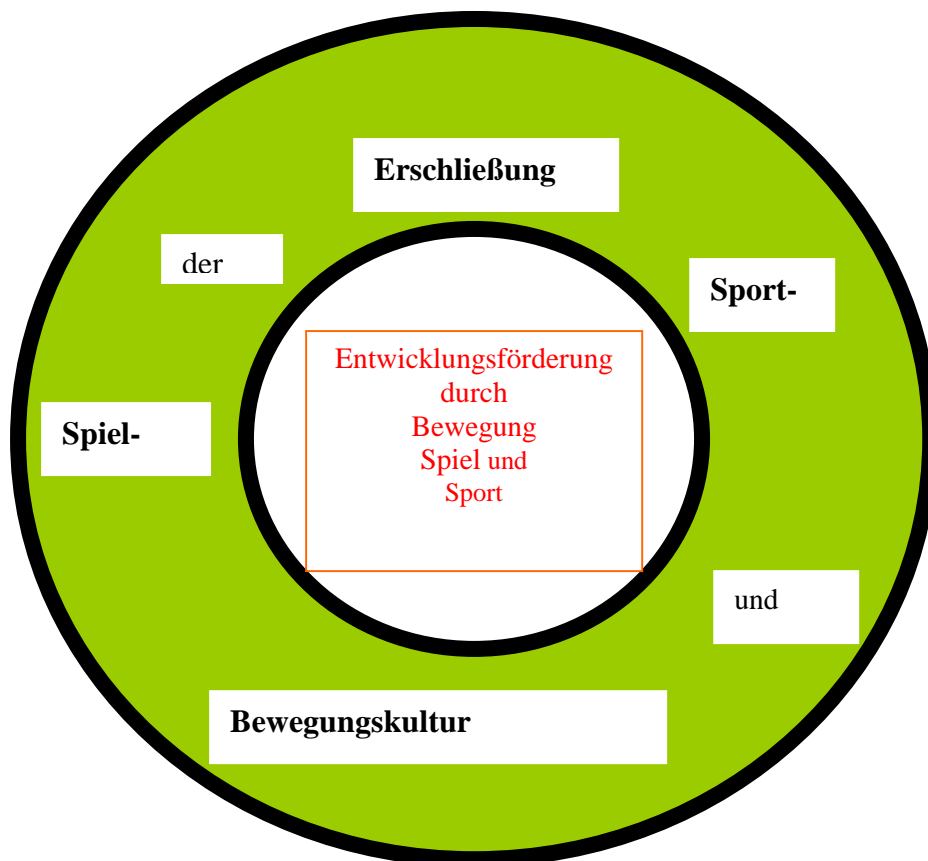 Erschließung
der
Sport-
Entwicklungsförderung
durch
Bewegung
Spiel und
Sport
Spiel-
und
Bewegungskultur